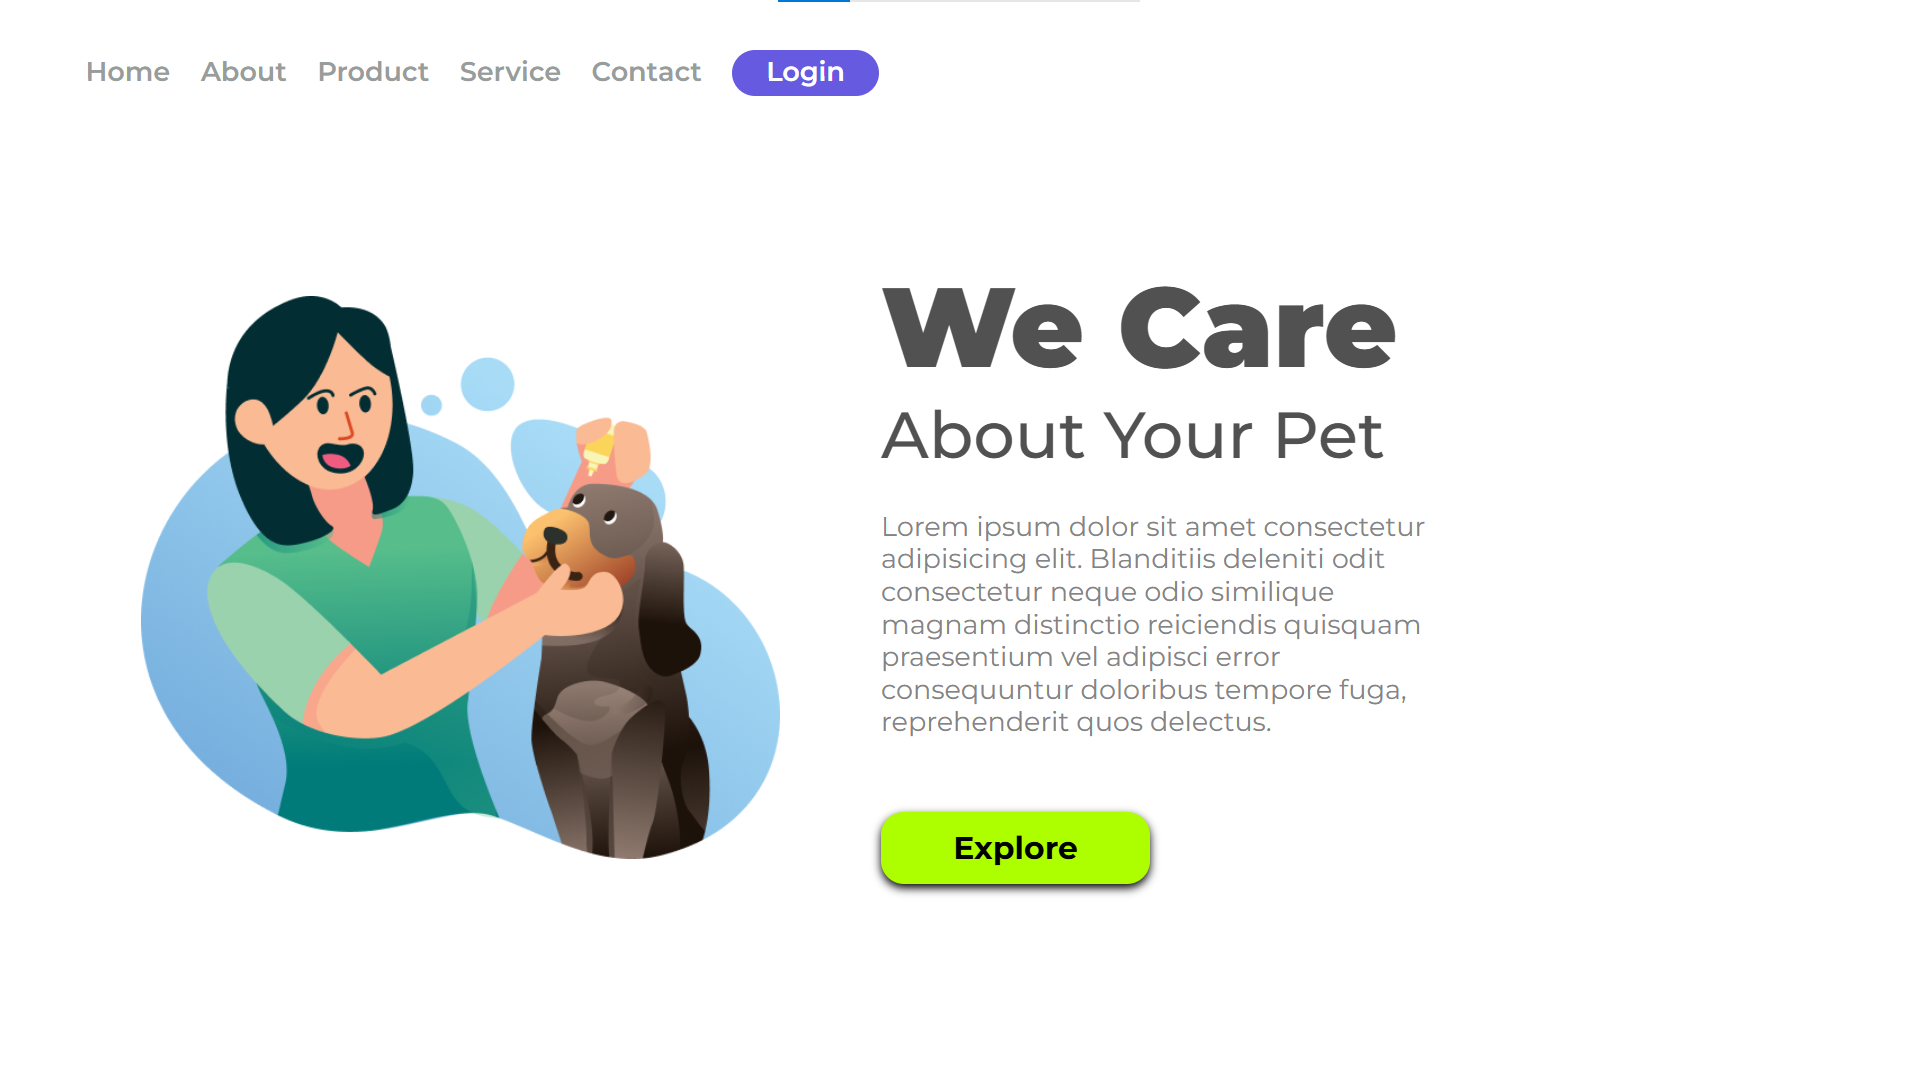 Home About Product Service Contact Login
We Care
About Your Pet
Lorem ipsum dolor sit amet consectetur
adipisicing elit. Blanditiis deleniti odit
consectetur neque odio similique
magnam distinctio reiciendis quisquam
praesentium vel adipisci error
consequuntur doloribus tempore fuga,
reprehenderit quos delectus.
Explore